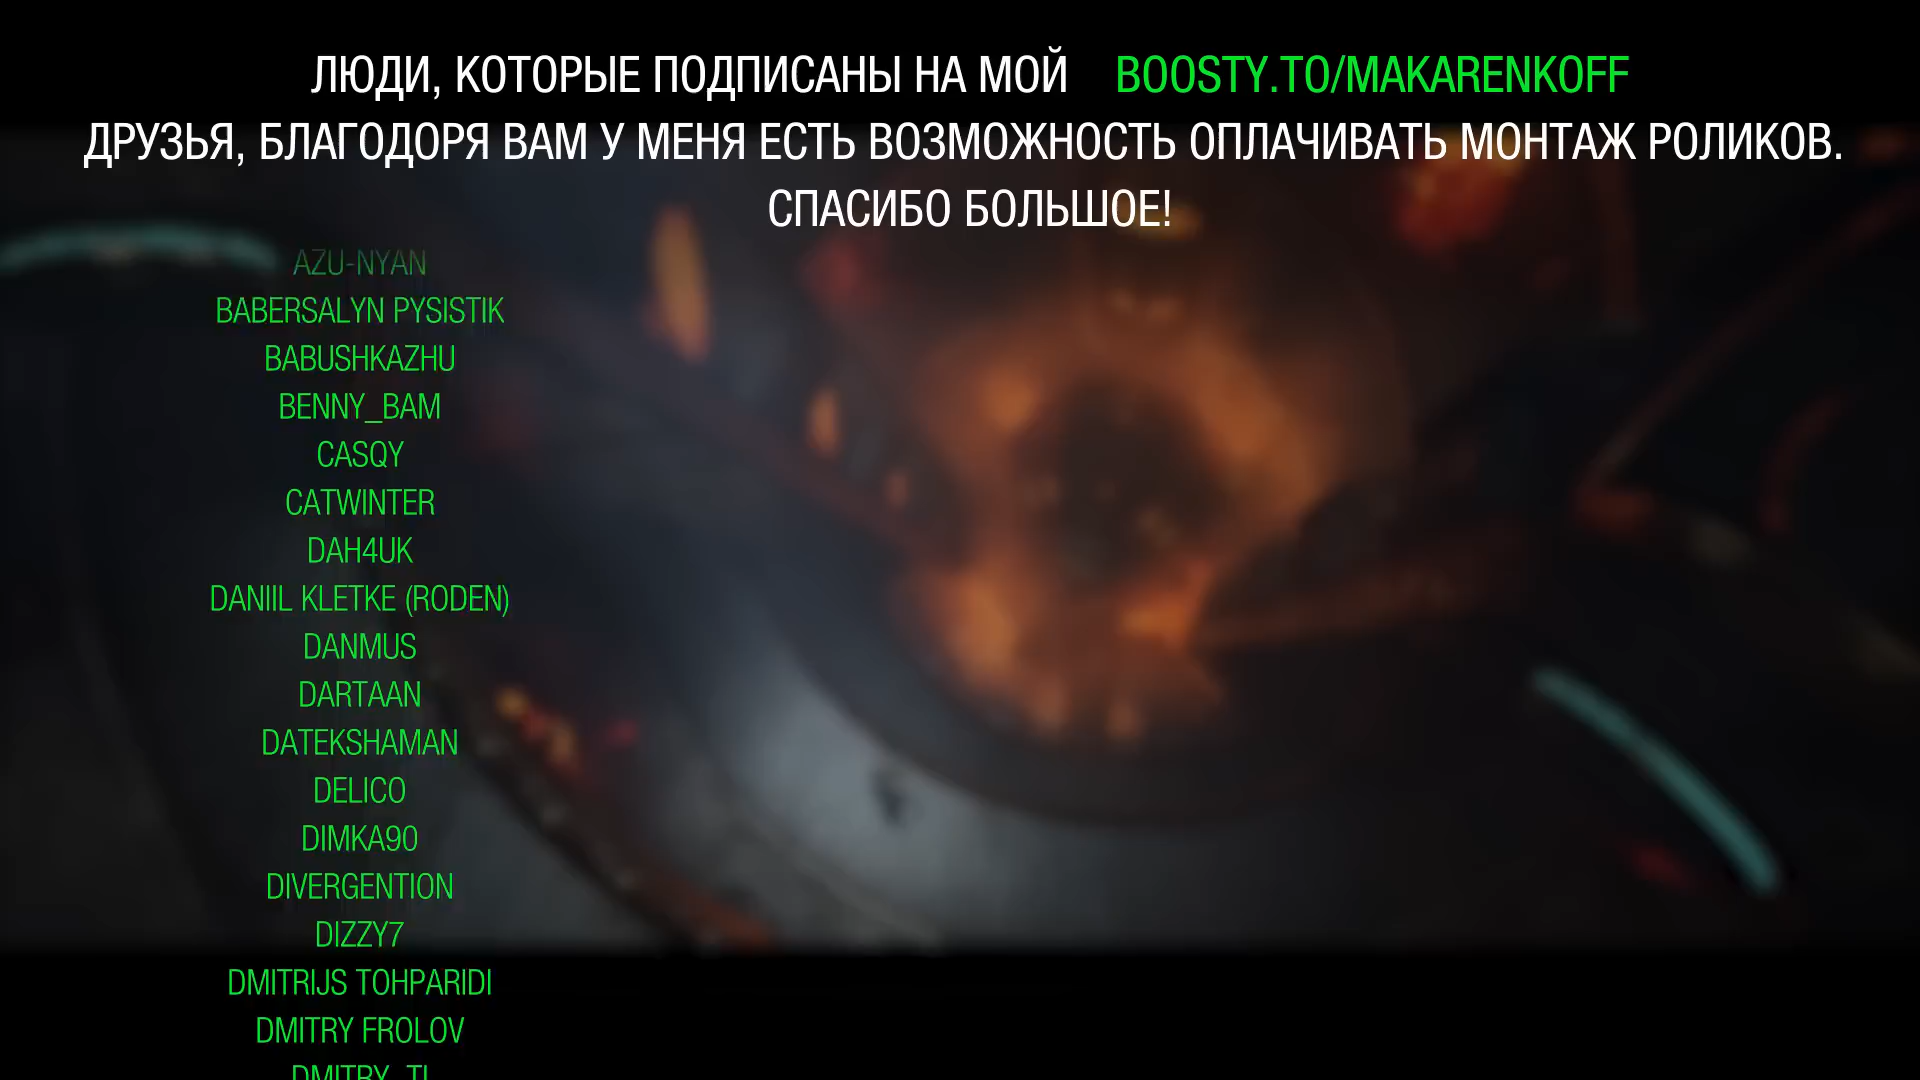 ЛЮДИ, КОТОРЫЕ ПОДПИСАНЫ НА МОЙ BOOSTY.TO/MAKARENKOFF
ДРУЗЬЯ, БЛАГОДОРЯ ВАМ У МЕНЯ ЕСТЬ ВОЗМОЖНОСТЬ ОПЛАЧИВАТЬ МОНТАЖ РОЛИКОВ.
СПАСИБО БОЛЬШОЕ!
AZU-NYAN
BABERSALYN PYSISTIK
BABUSHKAZHU
BENNY_BAM
CASQY
CATWINTER
DAH4UK
DANIIL KLETKE (RODEN)
DANMUS
DARTAAN
DATEKSHAMAN
DELICO
DIMKA90
DIVERGENTION
DIZZY7
DMITRIJS TOHPARIDI
DMITRY FROLOV